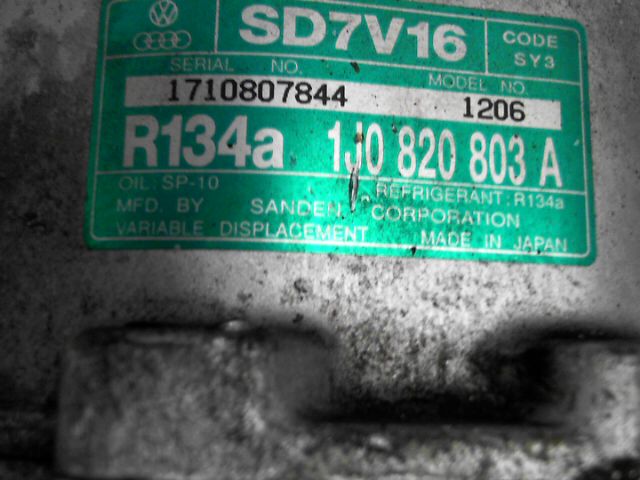 SD7V16
CODE
SY3
SERIAL NO.
MODEL NO.
1710807844
1206
R134a
1J0 820 803 A
OIL: SP-10
REFRIGERANT: R134a
MFD. BY SANDEN CORPORATION
VARIABLE DISPLACEMENT
MADE IN JAPAN